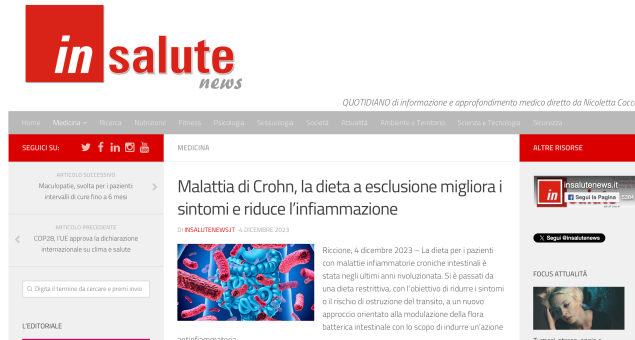 in salute
news
QUOTIDIANO di informazione e approfondimento medico diretto da Nicoletta Cocc
Home Medicina Ricerca Nutrizione Fitness Psicologia Sessuologia Società Attualità Ambiente e Territorio Scienza e Tecnologia Sicurezza
SEGUICI SU:
ARTICOLO SUCCESSIVO
Maculopatie, svolta per i pazienti
intervalli di cure fino a 6 mesi
ARTICOLO PRECEDENTE
COP28, l'UE approva la dichiarazione
internazionale su clima e salute
Digita il termine da cercare e premi invio
L'EDITORIALE
MEDICINA
Malattia di Crohn, la dieta a esclusione migliora i
sintomi e riduce l'infiammazione
DI INSALUTENEWS.IT · 4 DICEMBRE 2023
Riccione, 4 dicembre 2023 – La dieta per i pazienti
con malattie infiammatorie croniche intestinali è
stata negli ultimi anni rivoluzionata. Si è passati da
una dieta restrittiva, con l'obiettivo di ridurre i sintomi
o il rischio di ostruzione del transito, a un nuovo
approccio orientato alla modulazione della flora
batterica intestinale con lo scopo di indurre un'azione
antinfiammatoria
ALTRE RISORSE
in
insalutenews.it
Segui la Pagina
Segui @insalutenews
FOCUS ATTUALITÀ